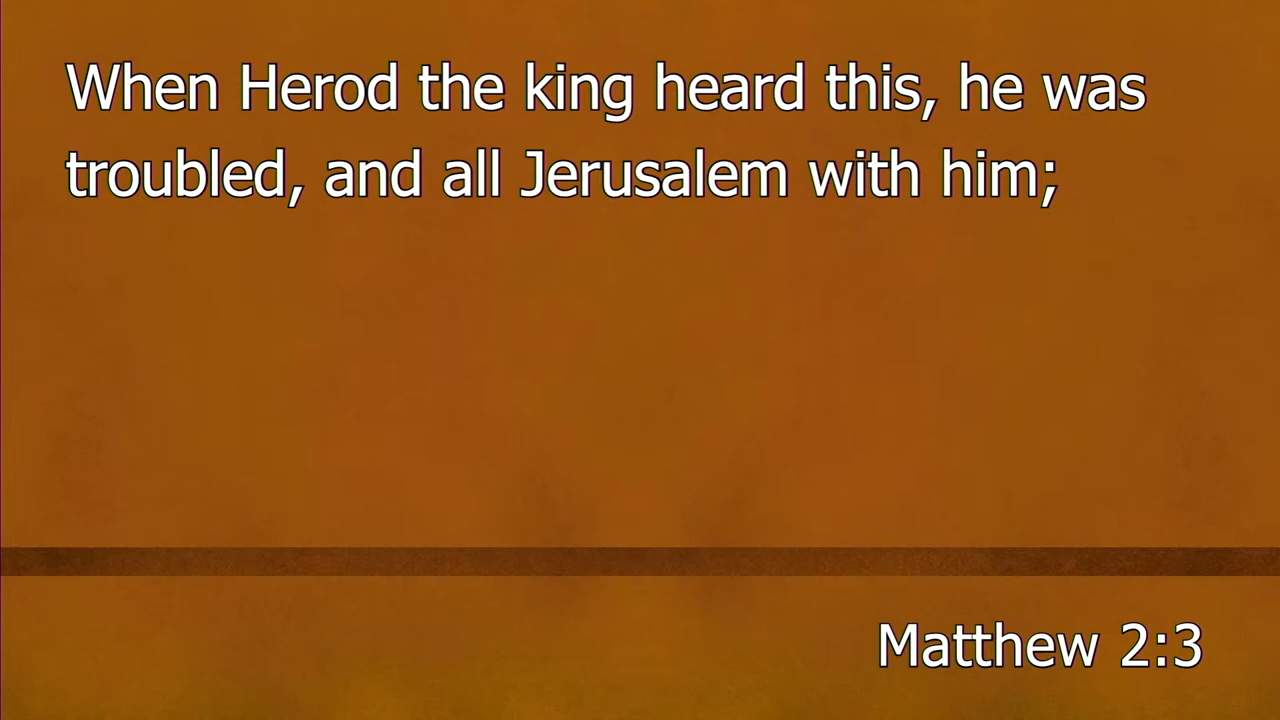 When Herod the king heard this, he was
troubled, and all Jerusalem with him;
Matthew 2:3